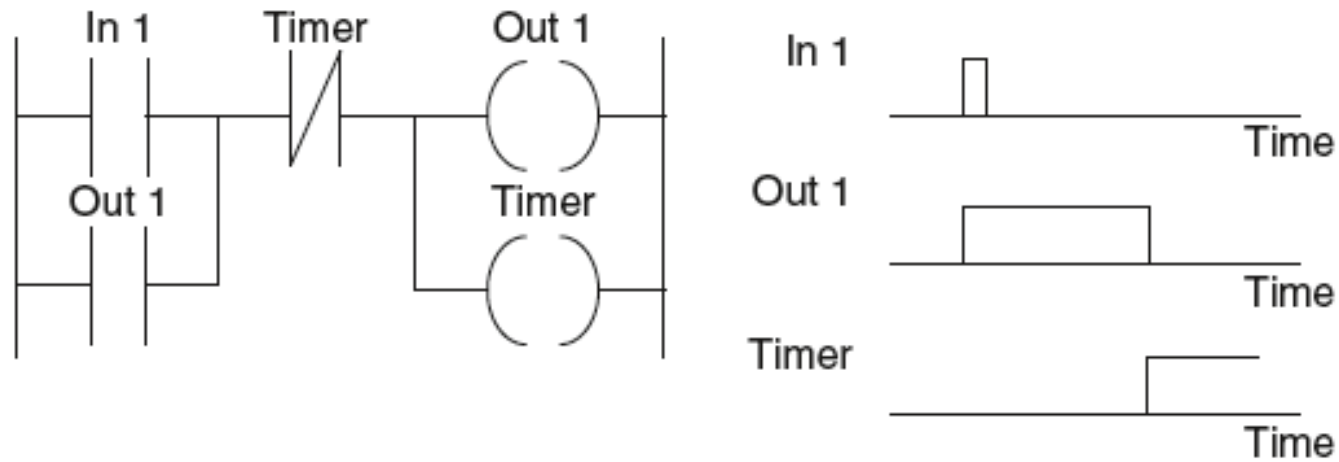 In 1 Timer Out 1
Out 1 Timer
In 1
Time
Out 1
Time
Timer
Time